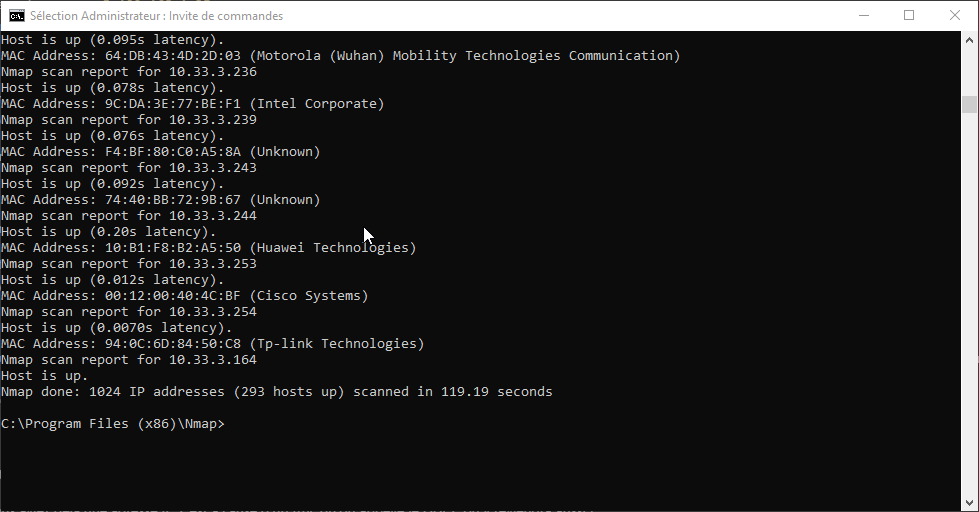 Sélection Administrateur : Invite de commandes
Host is up (0.095s latency).
MAC Address: 64:DB:43:4D:2D:03 (Motorola (Wuhan) Mobility Technologies Communication)
Nmap scan report for 10.33.3.236
Host is up (0.078s latency).
MAC Address: 9C:DA:3E:77:BE:F1 (Intel Corporate)
Nmap scan report for 10.33.3.239
Host is up (0.076s latency).
MAC Address: F4:BF:80:C0:A5:8A (Unknown)
Nmap scan report for 10.33.3.243
Host is up (0.092s latency).
MAC Address: 74:40:BB:72:9B:67 (Unknown)
Nmap scan report for 10.33.3.244
Host is up (0.20s latency).
MAC Address: 10:B1:F8:B2:A5:50 (Huawei Technologies)
Nmap scan report for 10.33.3.253
Host is up (0.012s latency).
MAC Address: 00:12:00:40:4C:BF (Cisco Systems)
Nmap scan report for 10.33.3.254
Host is up (0.0070s latency).
MAC Address: 94:0C:6D:84:50:C8 (Tp-link Technologies)
Nmap scan report for 10.33.3.164
Host is up.
Nmap done: 1024 IP addresses (293 hosts up) scanned in 119.19 seconds
C:\Program Files (x86)\Nmap>